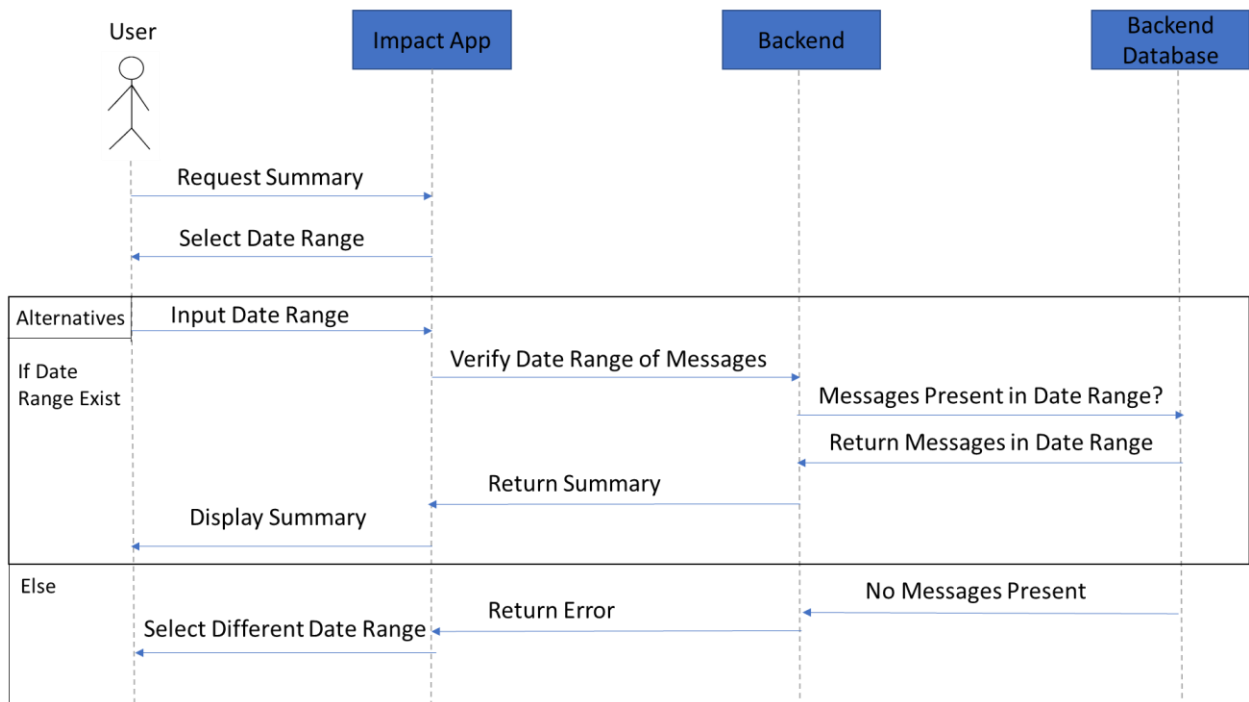 User
Impact App
Backend
Backend
Database
Request Summary
Select Date Range
Alternatives
Input Date Range
Verify Date Range of Messages
If Date
Range Exist
Messages Present in Date Range?
Return Messages in Date Range
Return Summary
Display Summary
Else
No Messages Present
Return Error
Select Different Date Range